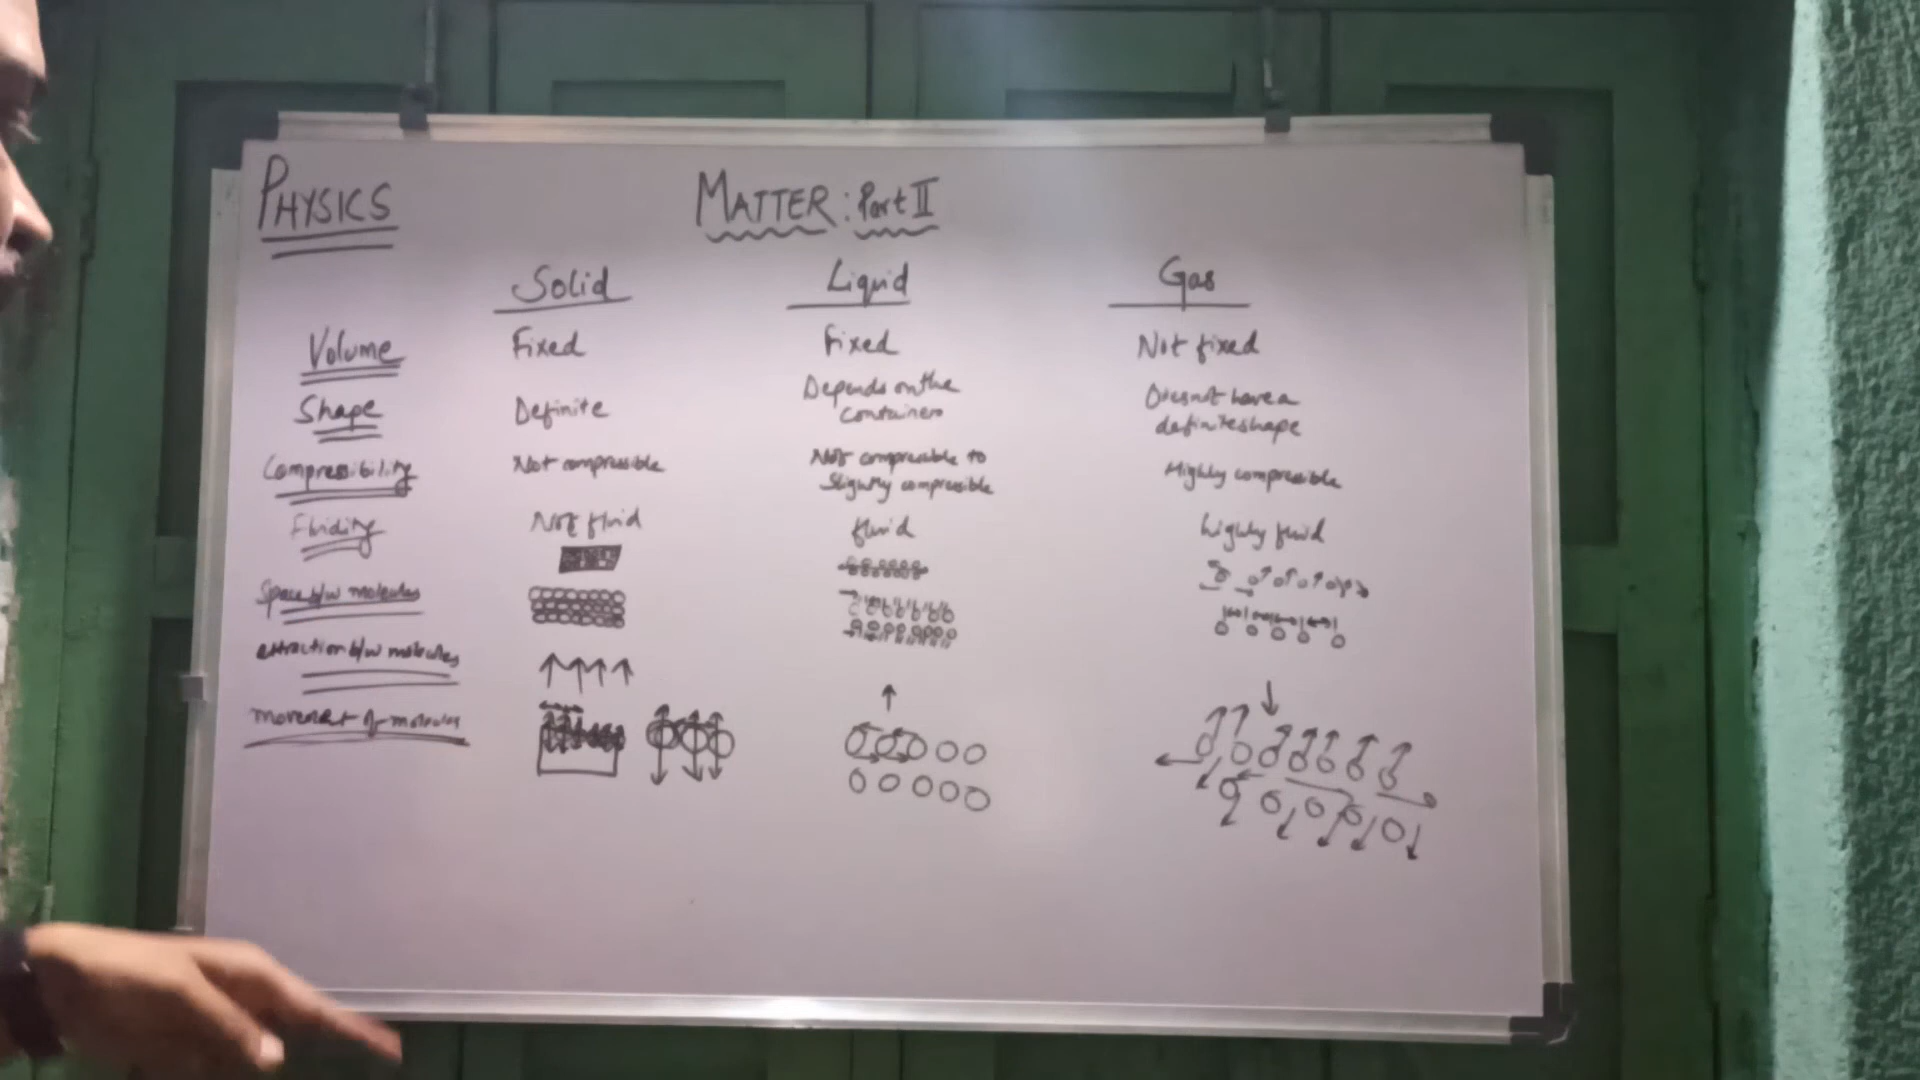 PHYSICS
MATTER: Part II
Solid Liquid Gas
Volume Fixed Fixed Not fixed
Shape Definite Depends on the Doesn't have a
containers definite shape
Compressibility Not compressible Not compressible to Highly compressible
Slightly compressible
Fluidity Not fluid fluid highly fluid
Space b/w molecules
attraction b/w molecules
movement of molecules